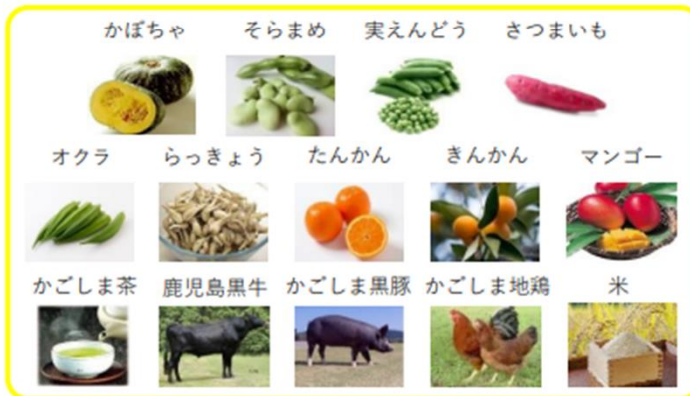 かぼちゃ そらまめ 実えんどう さつまいも
オクラ らっきょう たんかん きんかん マンゴー
かごしま茶 鹿児島黒牛 かごしま黒豚 かごしま地鶏 米